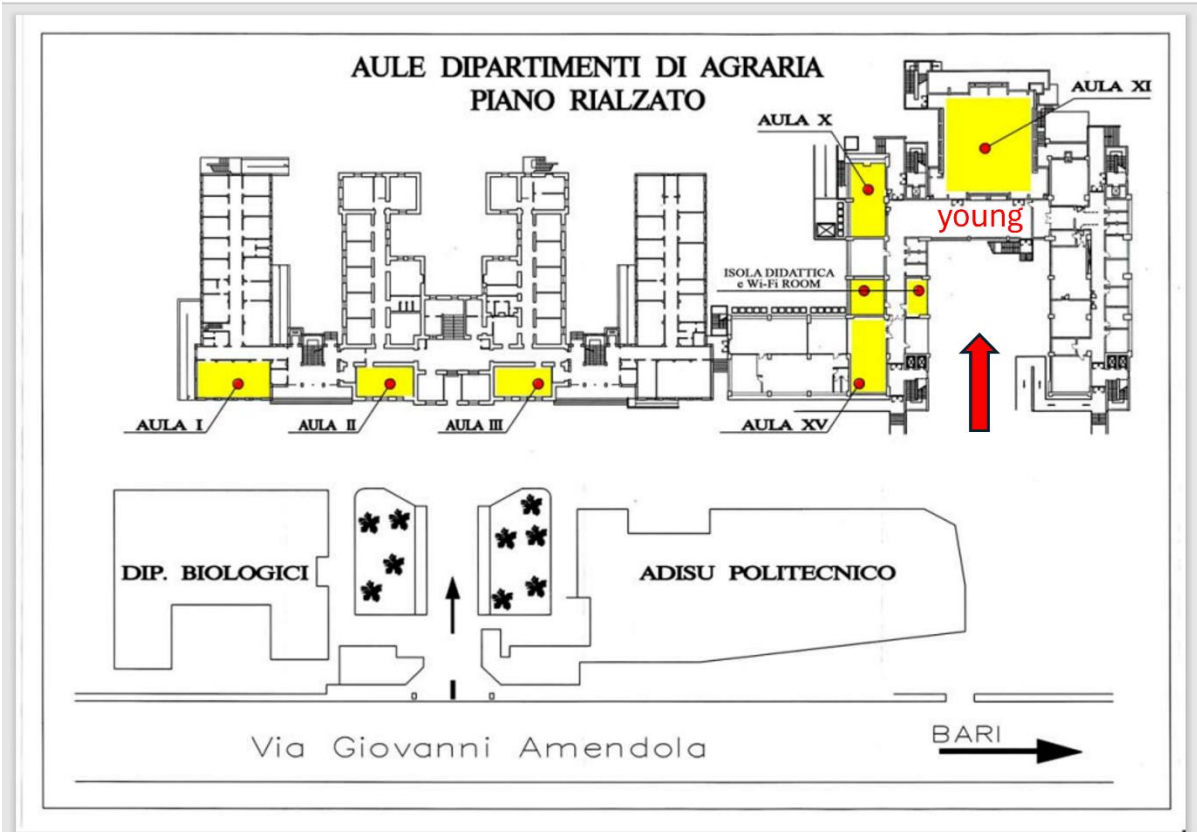 AULE DIPARTIMENTI DI AGRARIA
PIANO RIALZATO
AULA XI
AULA X
young
ISOLA DIDATTICA
e Wi-Fi ROOM
AULA I
AULA II
AULA III
AULA XV
DIP. BIOLOGICI
ADISU POLITECNICO
Via Giovanni Amendola
BARI